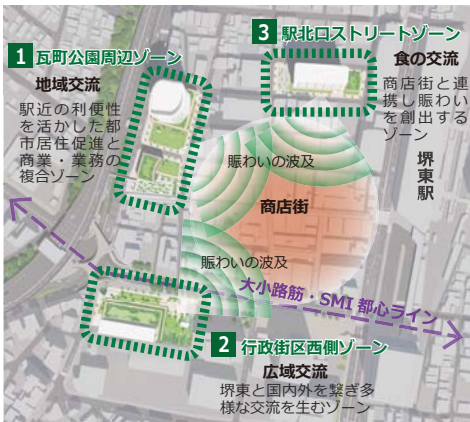 1 瓦町公園周辺ゾーン
地域交流
駅近の利便性
を活かした都
市居住促進と
商業・業務の
複合ゾーン
3 駅北口ストリートゾーン
食の交流
商店街と連
携し賑わい
を創出する
ゾーン
堺東駅
賑わいの波及
商店街
賑わいの波及
大小路筋・SMI 都心ライン
2 行政街区西側ゾーン
広域交流
堺東と国内外を繋ぎ多
様な交流を生むゾーン